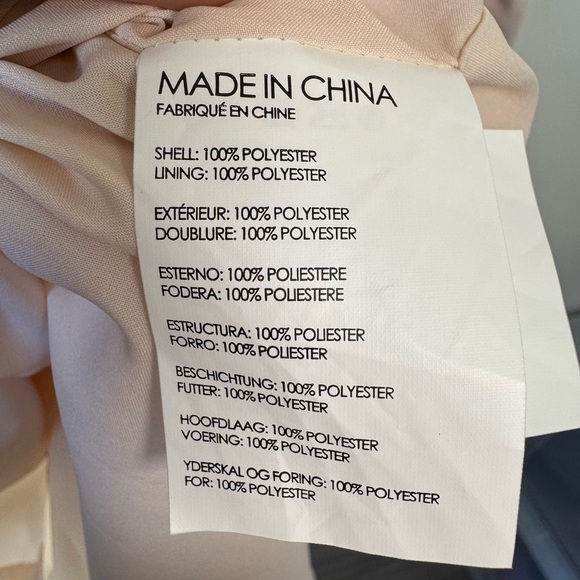 MADE IN CHINA
FABRIQUÉ EN CHINE
SHELL: 100% POLYESTER
LINING: 100% POLYESTER
EXTÉRIEUR: 100% POLYESTER
DOUBLURE: 100% POLYESTER
ESTERNO: 100% POLIESTERE
FODERA: 100% POLIESTERE
ESTRUCTURA: 100% POLIESTER
FORRO: 100% POLIESTER
BESCHICHTUNG: 100% POLYESTER
FUTTER: 100% POLYESTER
HOOFDLAAG: 100% POLYESTER
VOERING: 100% POLYESTER
YDERSKAL OG FORING: 100% POLYESTER
FOR: 100% POLYESTER